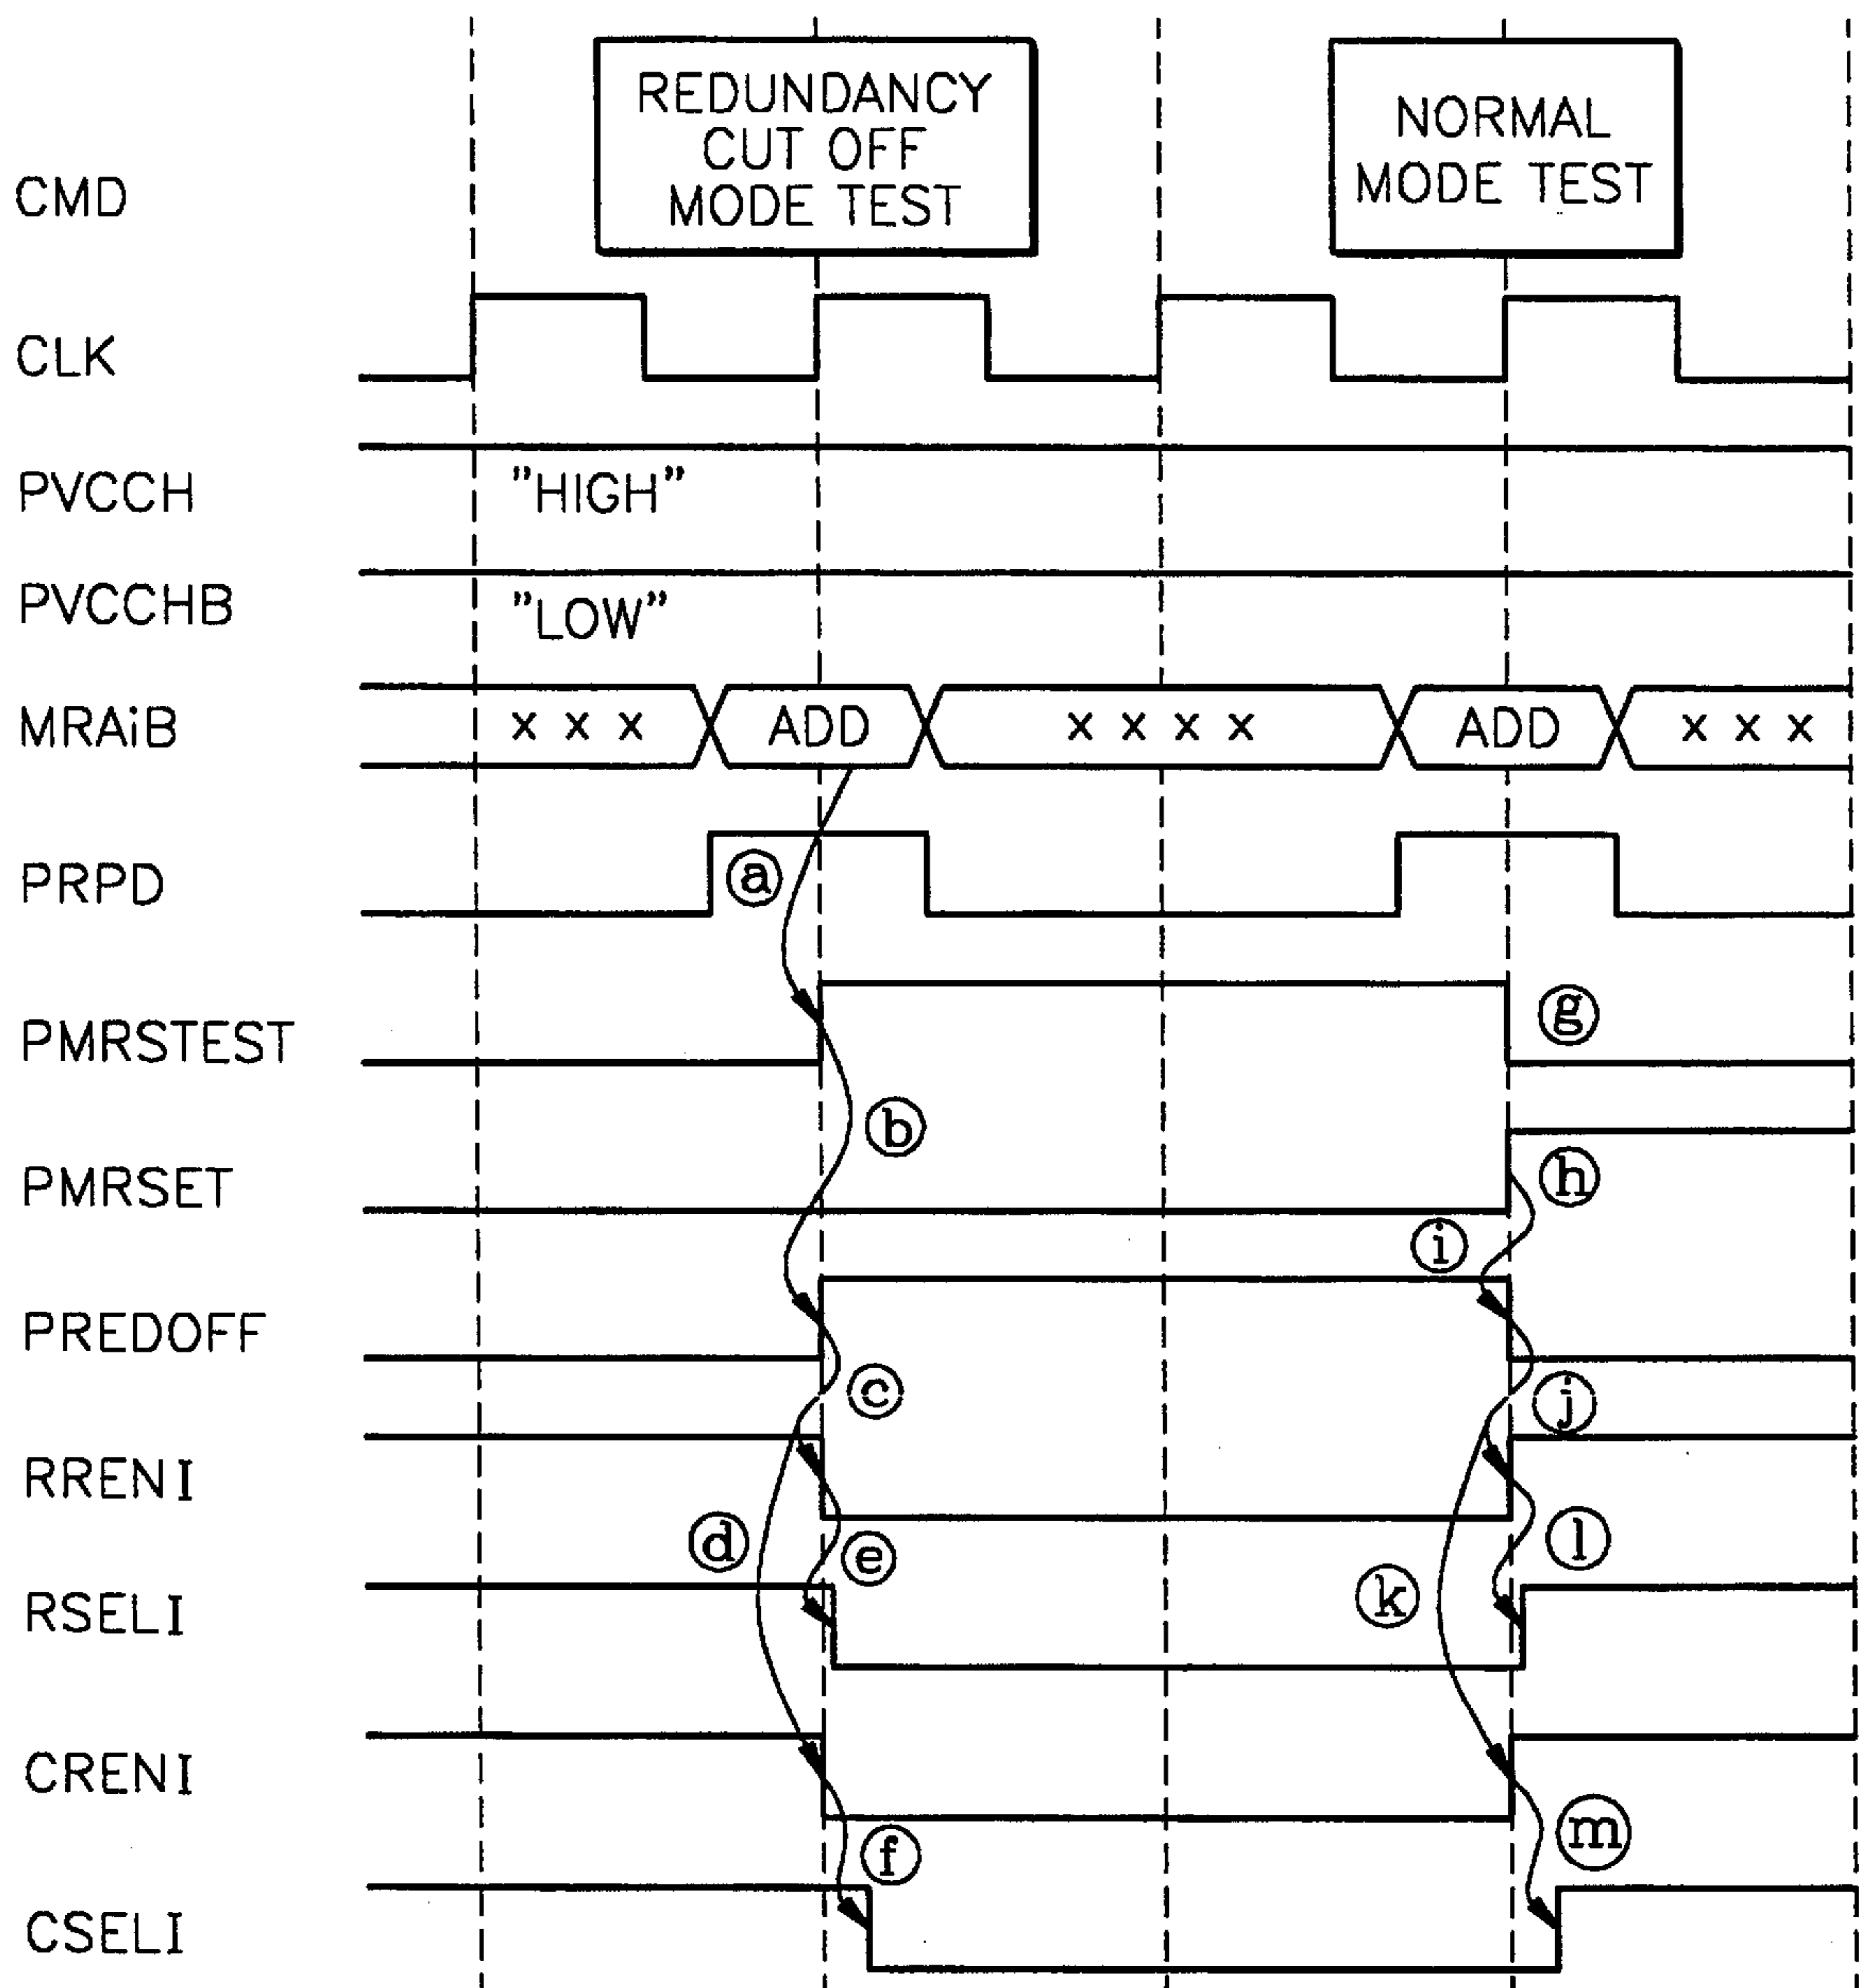 REDUNDANCY
CUT OFF
MODE TEST
NORMAL
MODE TEST
CMD
CLK
PVCCH
"HIGH"
PVCCHB
"LOW"
MRAiB
x x x
ADD
x x x x
ADD
x x x
PRPD
ⓐ
PMRSTEST
ⓖ
ⓑ
PMRSET
ⓗ
ⓘ
PREDOFF
ⓒ
ⓙ
RRENI
ⓓ
ⓔ
ⓛ
RSELI
ⓚ
CRENI
ⓕ
ⓜ
CSELI